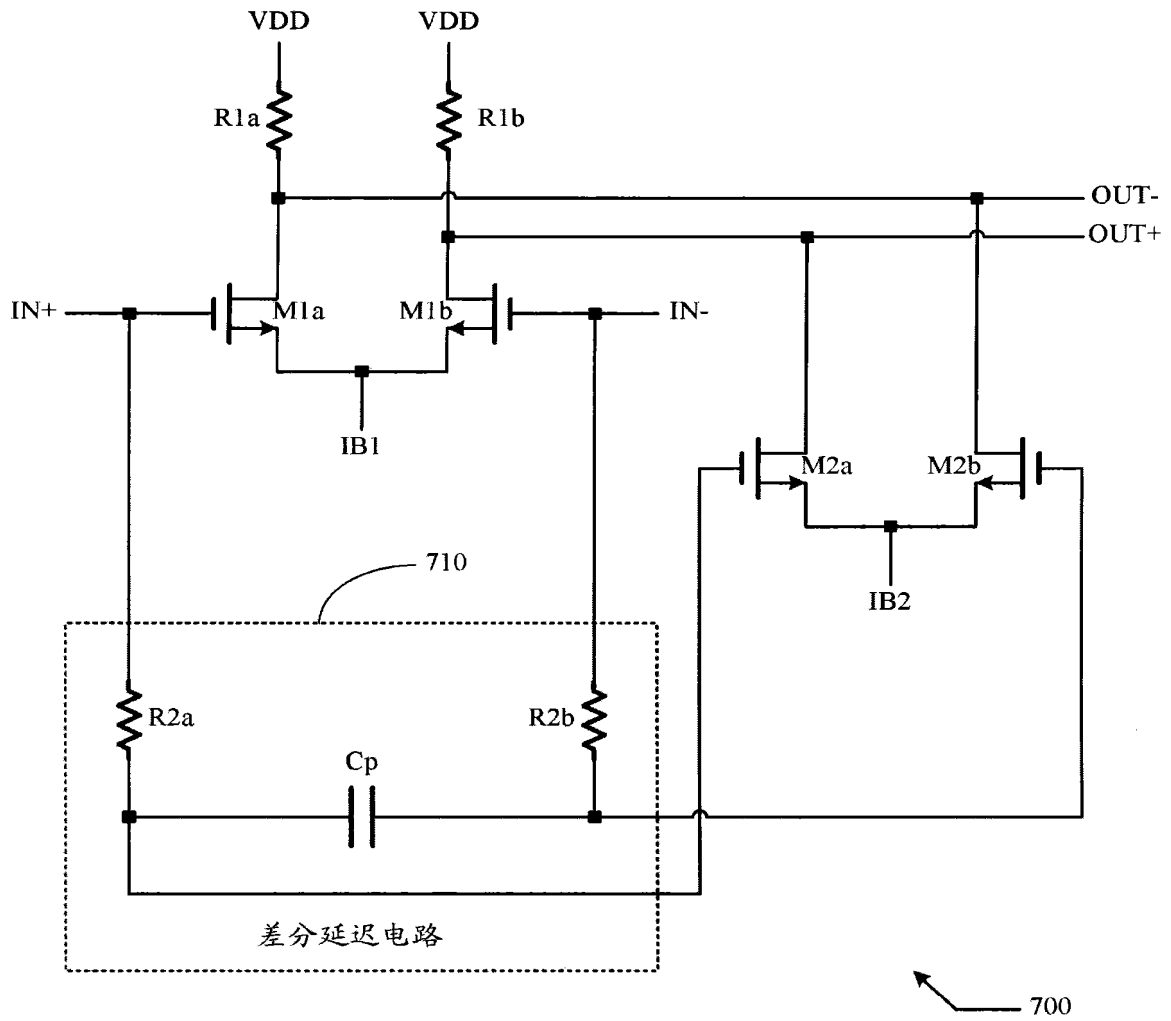 VDD VDD
R1a R1b
OUT-
OUT+
IN+ M1a M1b IN-
IB1
M2a M2b
710
IB2
R2a R2b
Cp
差分延迟电路
700